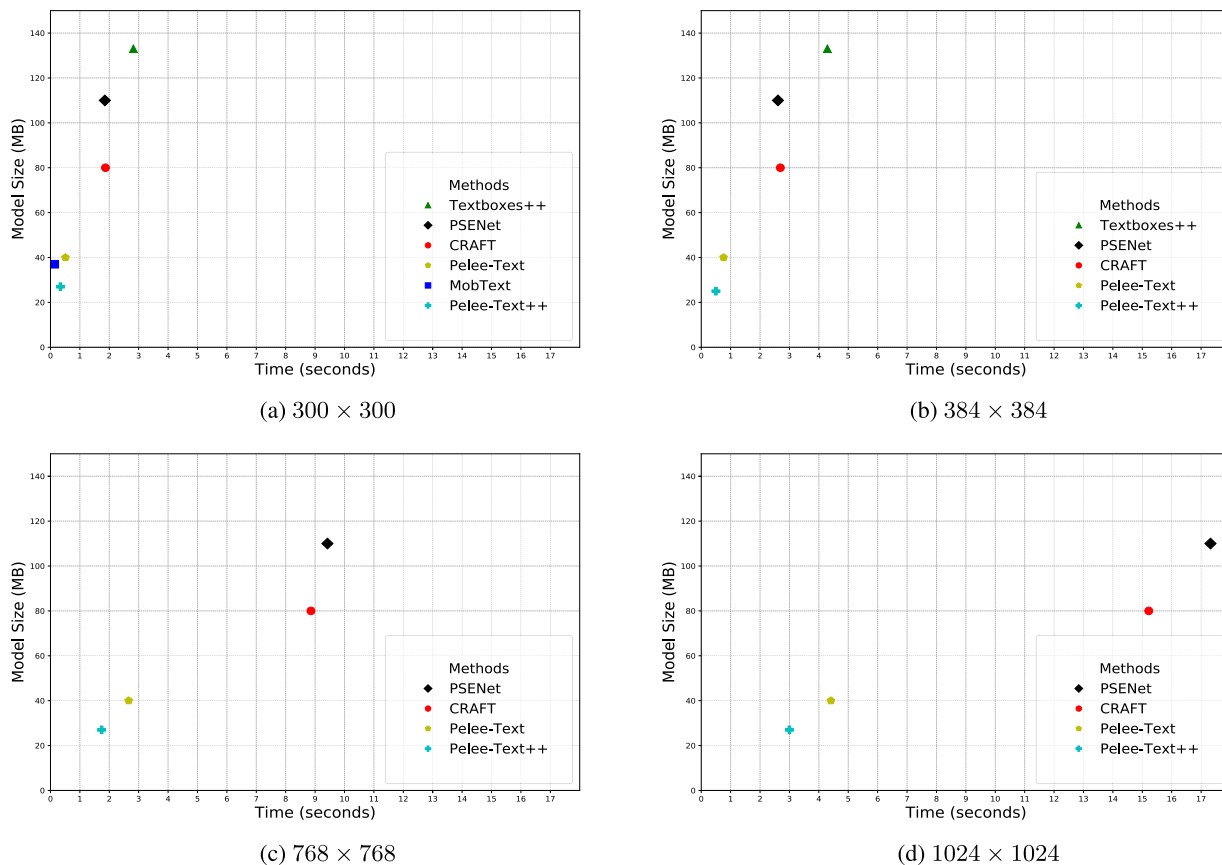 140
120
100
80
60
40
20
0
Model Size (MB)
Methods
Textboxes++
PSENet
CRAFT
Pelee-Text
MobText
Pelee-Text++
0 1 2 3 4 5 6 7 8 9 10 11 12 13 14 15 16 17
Time (seconds)
(a) 300 × 300
140
120
100
80
60
40
20
0
Model Size (MB)
Methods
Textboxes++
PSENet
CRAFT
Pelee-Text
Pelee-Text++
0 1 2 3 4 5 6 7 8 9 10 11 12 13 14 15 16 17
Time (seconds)
(b) 384 × 384
140
120
100
80
60
40
20
0
Model Size (MB)
Methods
PSENet
CRAFT
Pelee-Text
Pelee-Text++
0 1 2 3 4 5 6 7 8 9 10 11 12 13 14 15 16 17
Time (seconds)
(c) 768 × 768
140
120
100
80
60
40
20
0
Model Size (MB)
Methods
PSENet
CRAFT
Pelee-Text
Pelee-Text++
0 1 2 3 4 5 6 7 8 9 10 11 12 13 14 15 16 17
Time (seconds)
(d) 1024 × 1024